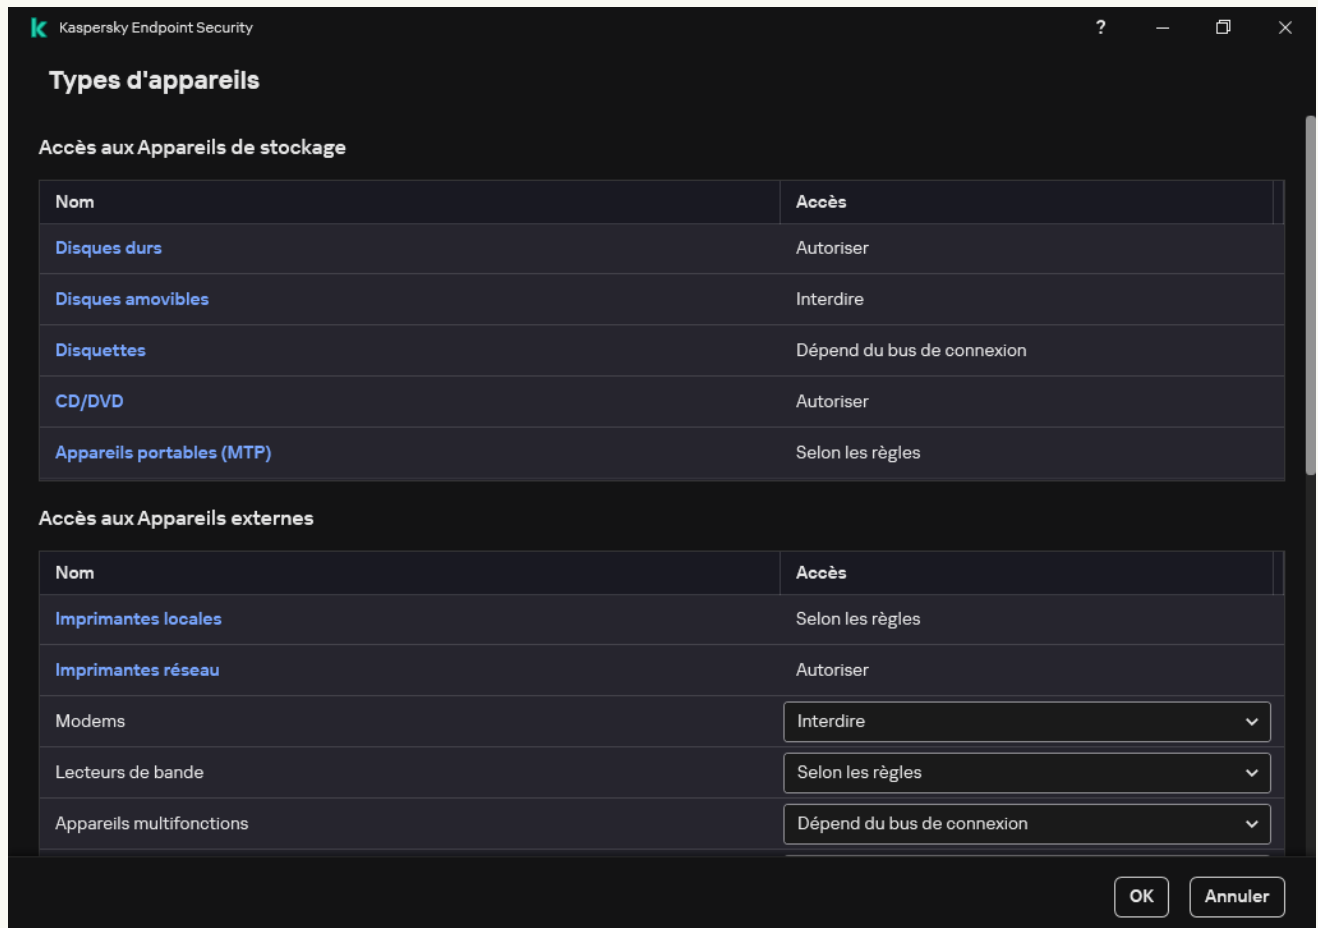 Kaspersky Endpoint Security ?
Types d'appareils
Accès aux Appareils de stockage
Nom Accès
Disques durs Autoriser
Disques amovibles Interdire
Disquettes Dépend du bus de connexion
CD/DVD Autoriser
Appareils portables (MTP) Selon les règles
Accès aux Appareils externes
Nom Accès
Imprimantes locales Selon les règles
Imprimantes réseau Autoriser
Modems Interdire
Lecteurs de bande Selon les règles
Appareils multifonctions Dépend du bus de connexion
OK Annuler